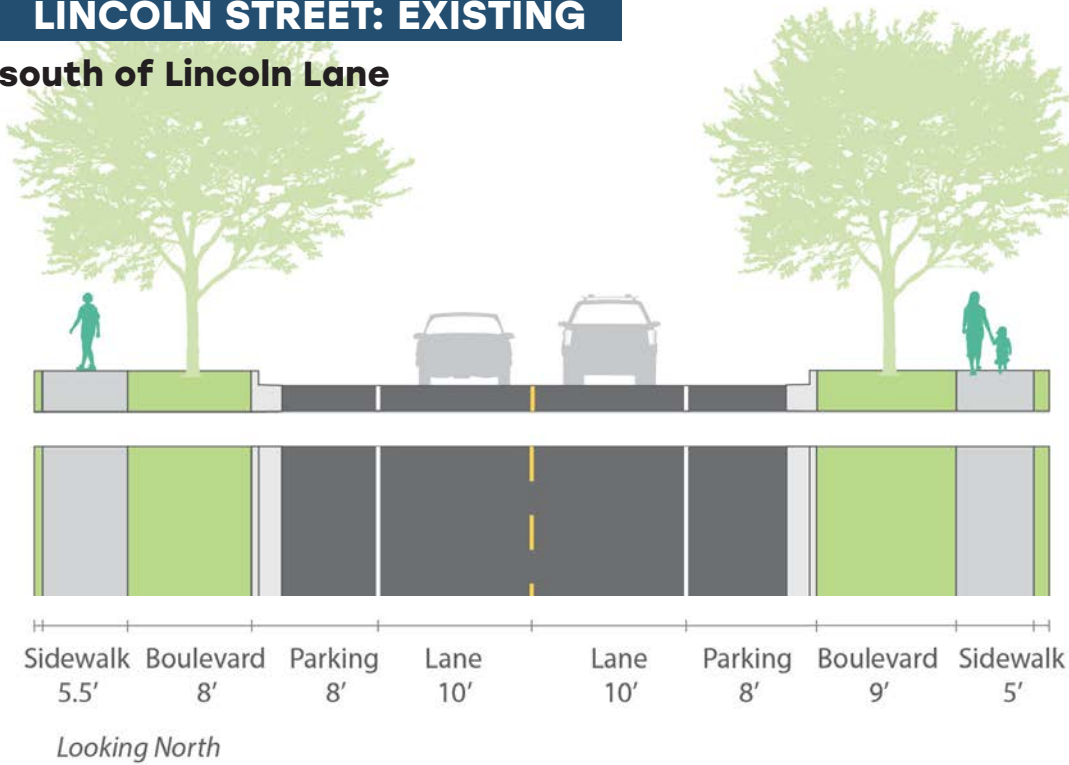 LINCOLN STREET: EXISTING
south of Lincoln Lane
Sidewalk Boulevard Parking Lane Lane Parking Boulevard Sidewalk
5.5′ 8′ 8′ 10′ 10′ 8′ 9′ 5′
Looking North